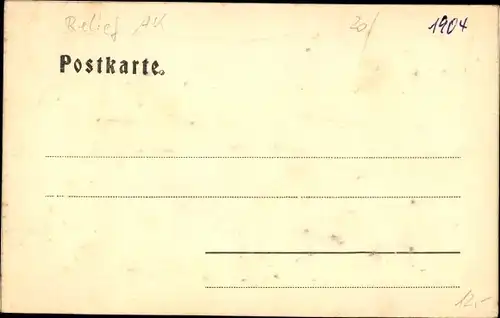 Relief AK 20/ 1904
Postkarte.
12,-